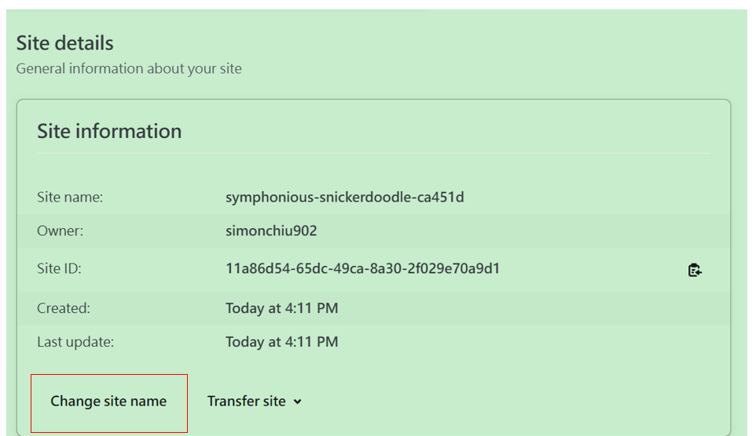 Site details
General information about your site
Site information
Site name: symphonious-snickerdoodle-ca451d
Owner: simonchiu902
Site ID: 11a86d54-65dc-49ca-8a30-2f029e70a9d1
Created: Today at 4:11 PM
Last update: Today at 4:11 PM
Change site name Transfer site